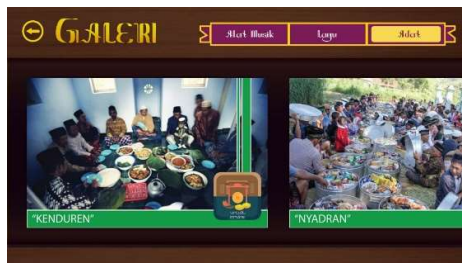 GALERI
Alat Musik
Lagu
Adat
"KENDUREN"
"NYADRAN"